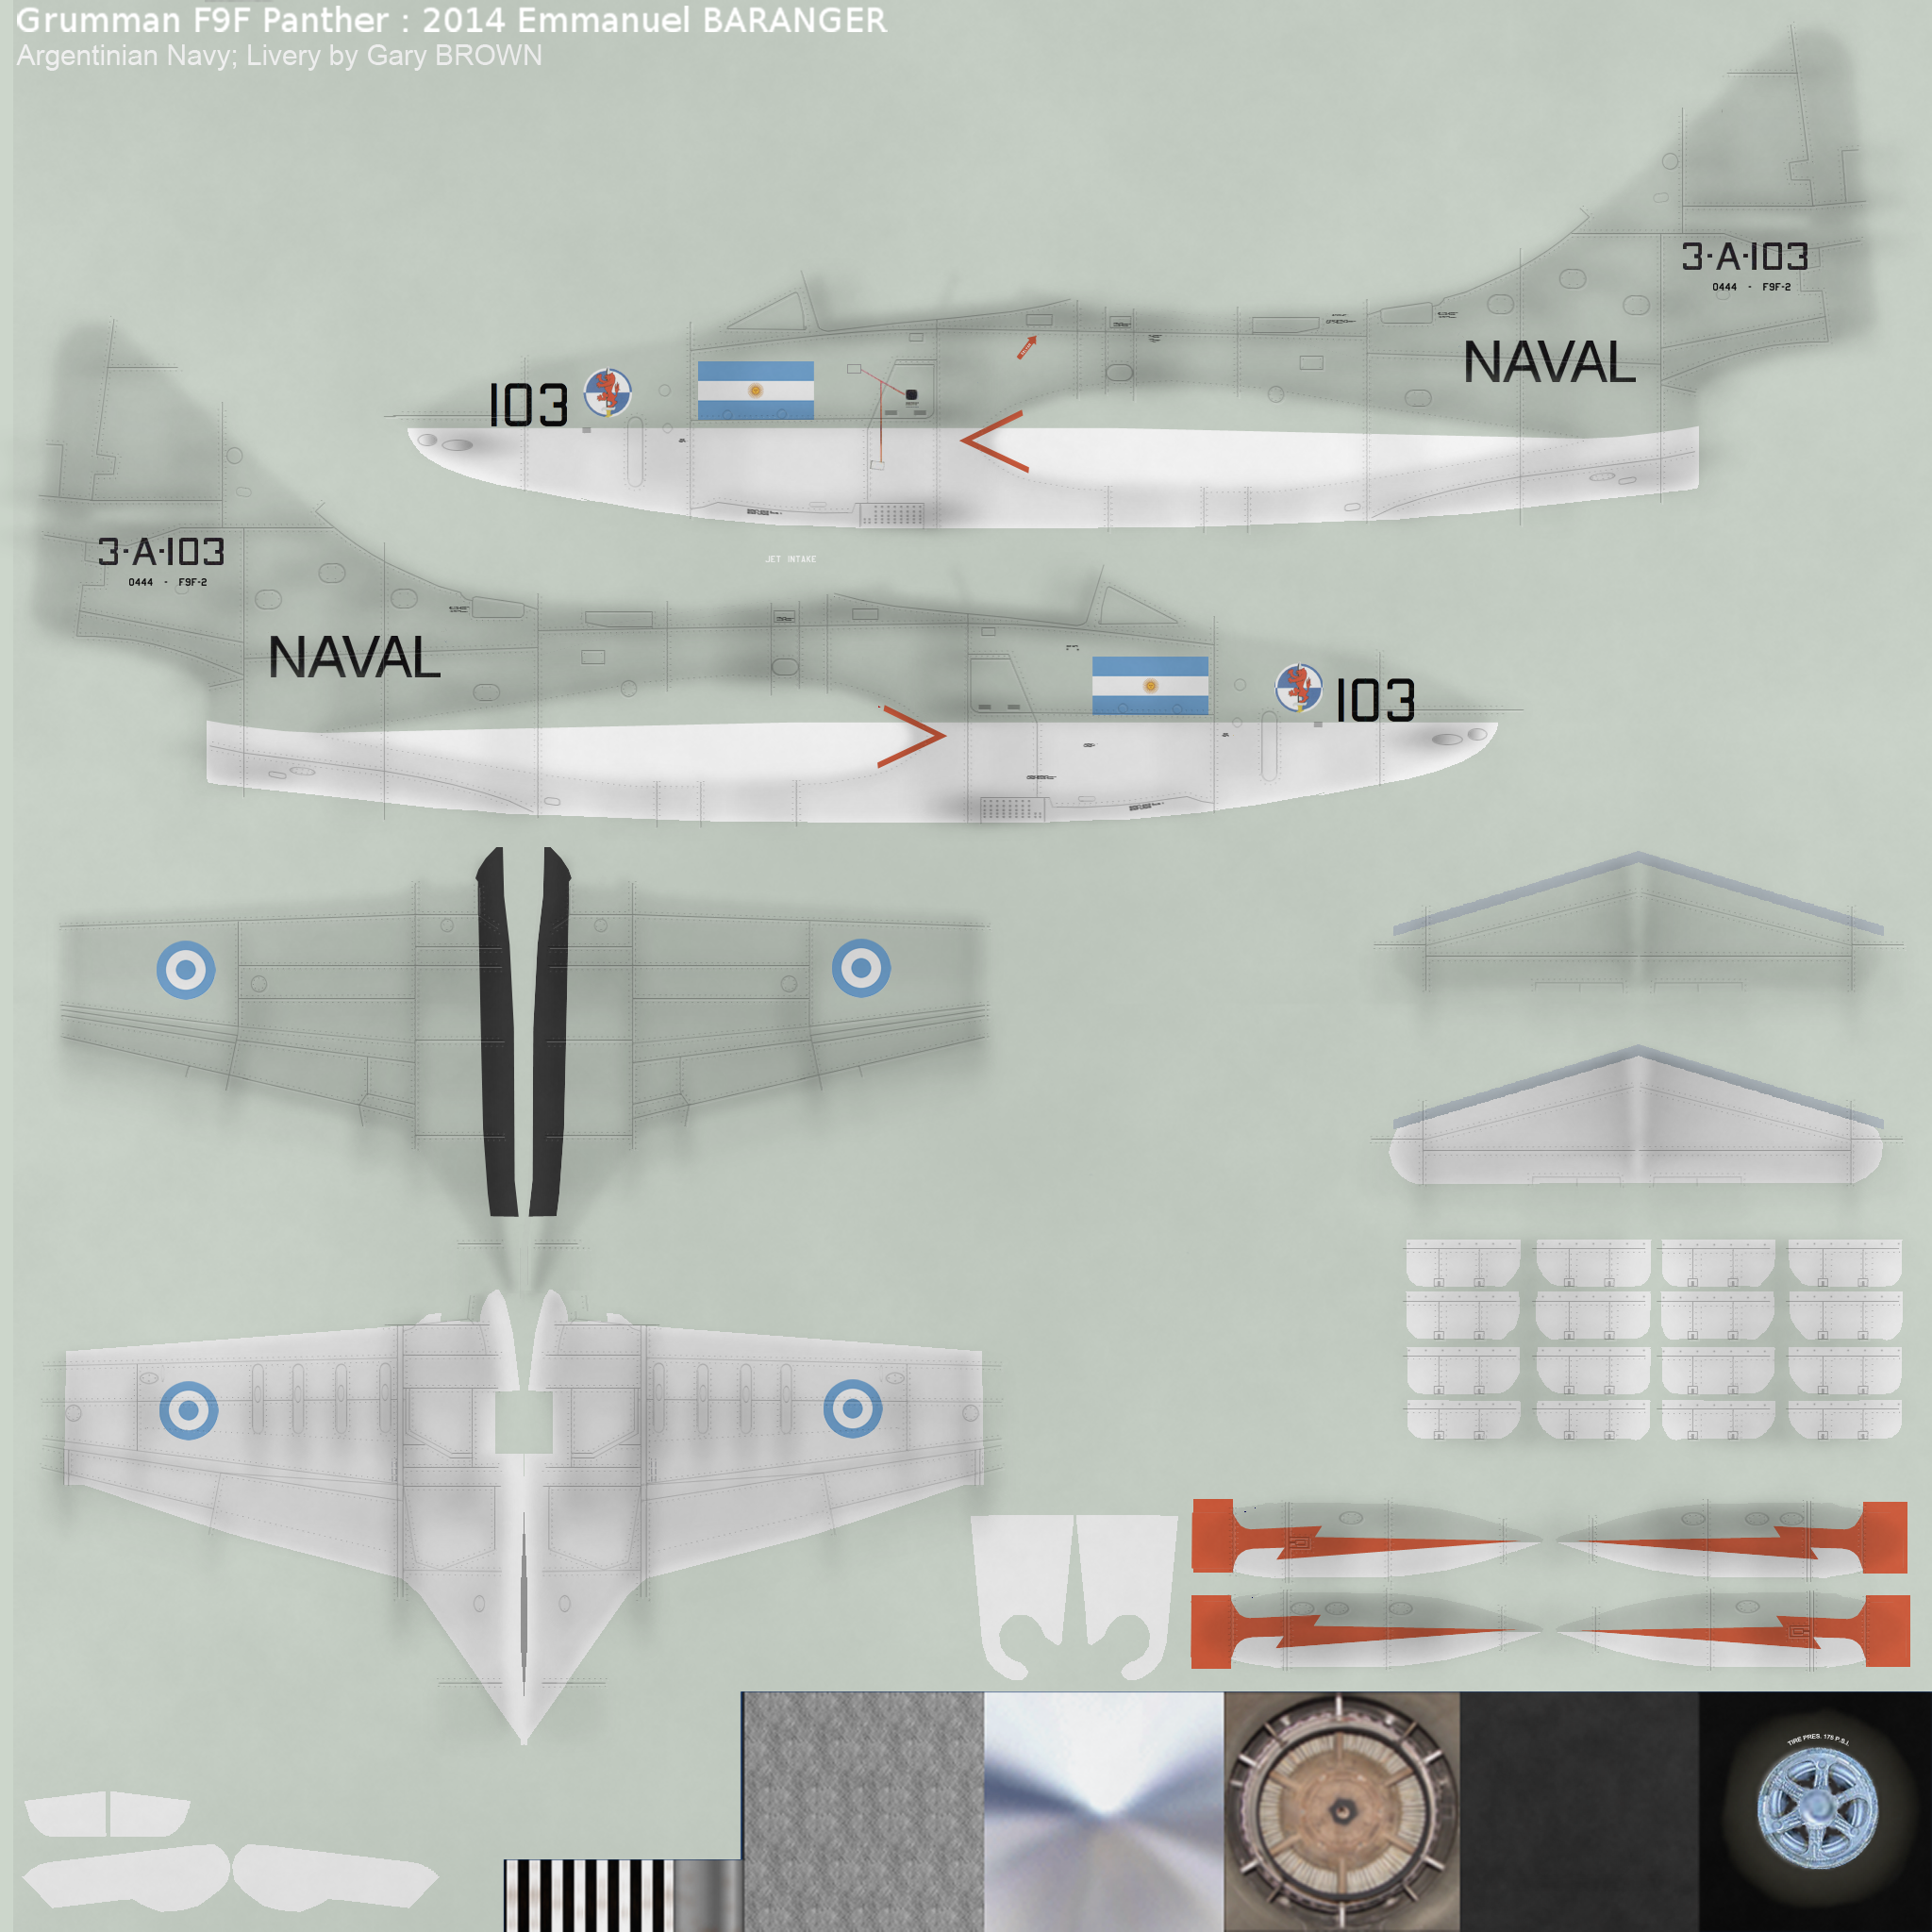 Grumman F9F Panther : 2014 Emmanuel BARANGER
Argentinian Navy; Livery by Gary BROWN
3-A-103
0444 - F9F-2
NAVAL
103
3-A-103
0444 - F9F-2
JET INTAKE
NAVAL
103
TIRE PRES. 175 P.S.I.